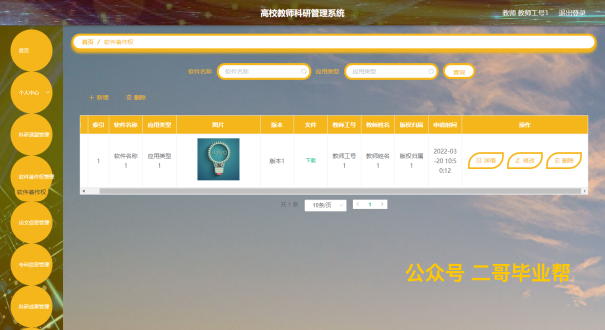 高校教师科研管理系统
教师 教师工号1 退出登录
首页
个人中心
科研课题管理
软件著作权管理
软件著作权
论文信息管理
专利信息管理
科研成果管理
首页 / 软件著作权
软件名称 软件名称 应用类型 应用类型 查询
+ 新增 删除
索引 软件名称 应用类型 图片 版本 文件 教师工号 教师姓名 版权归属 申请时间 操作
1 软件名称1 应用类型1 版本1 下载 教师工号1 教师姓名1 版权归属1 2022-03-20 10:50:12 详情 修改 删除
共 1 条 10条/页 1
公众号 二哥毕业帮